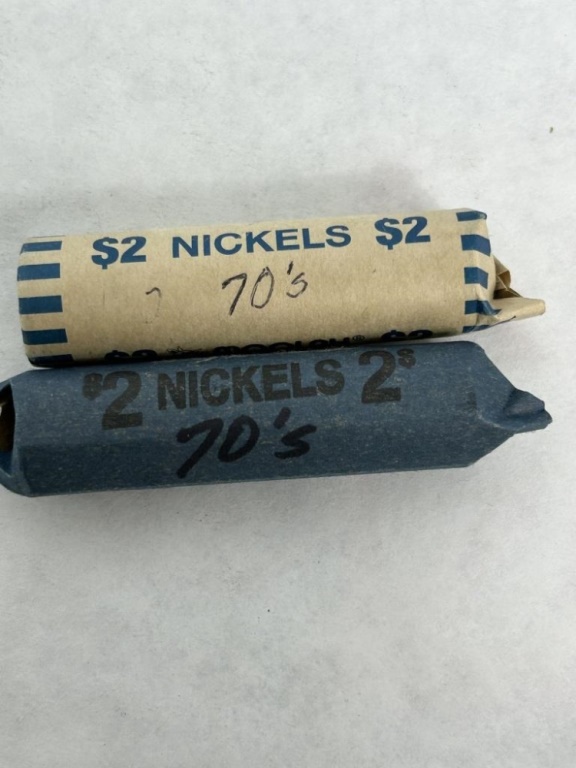 $2 NICKELS $2
70's
$2 NICKELS 2$
70's